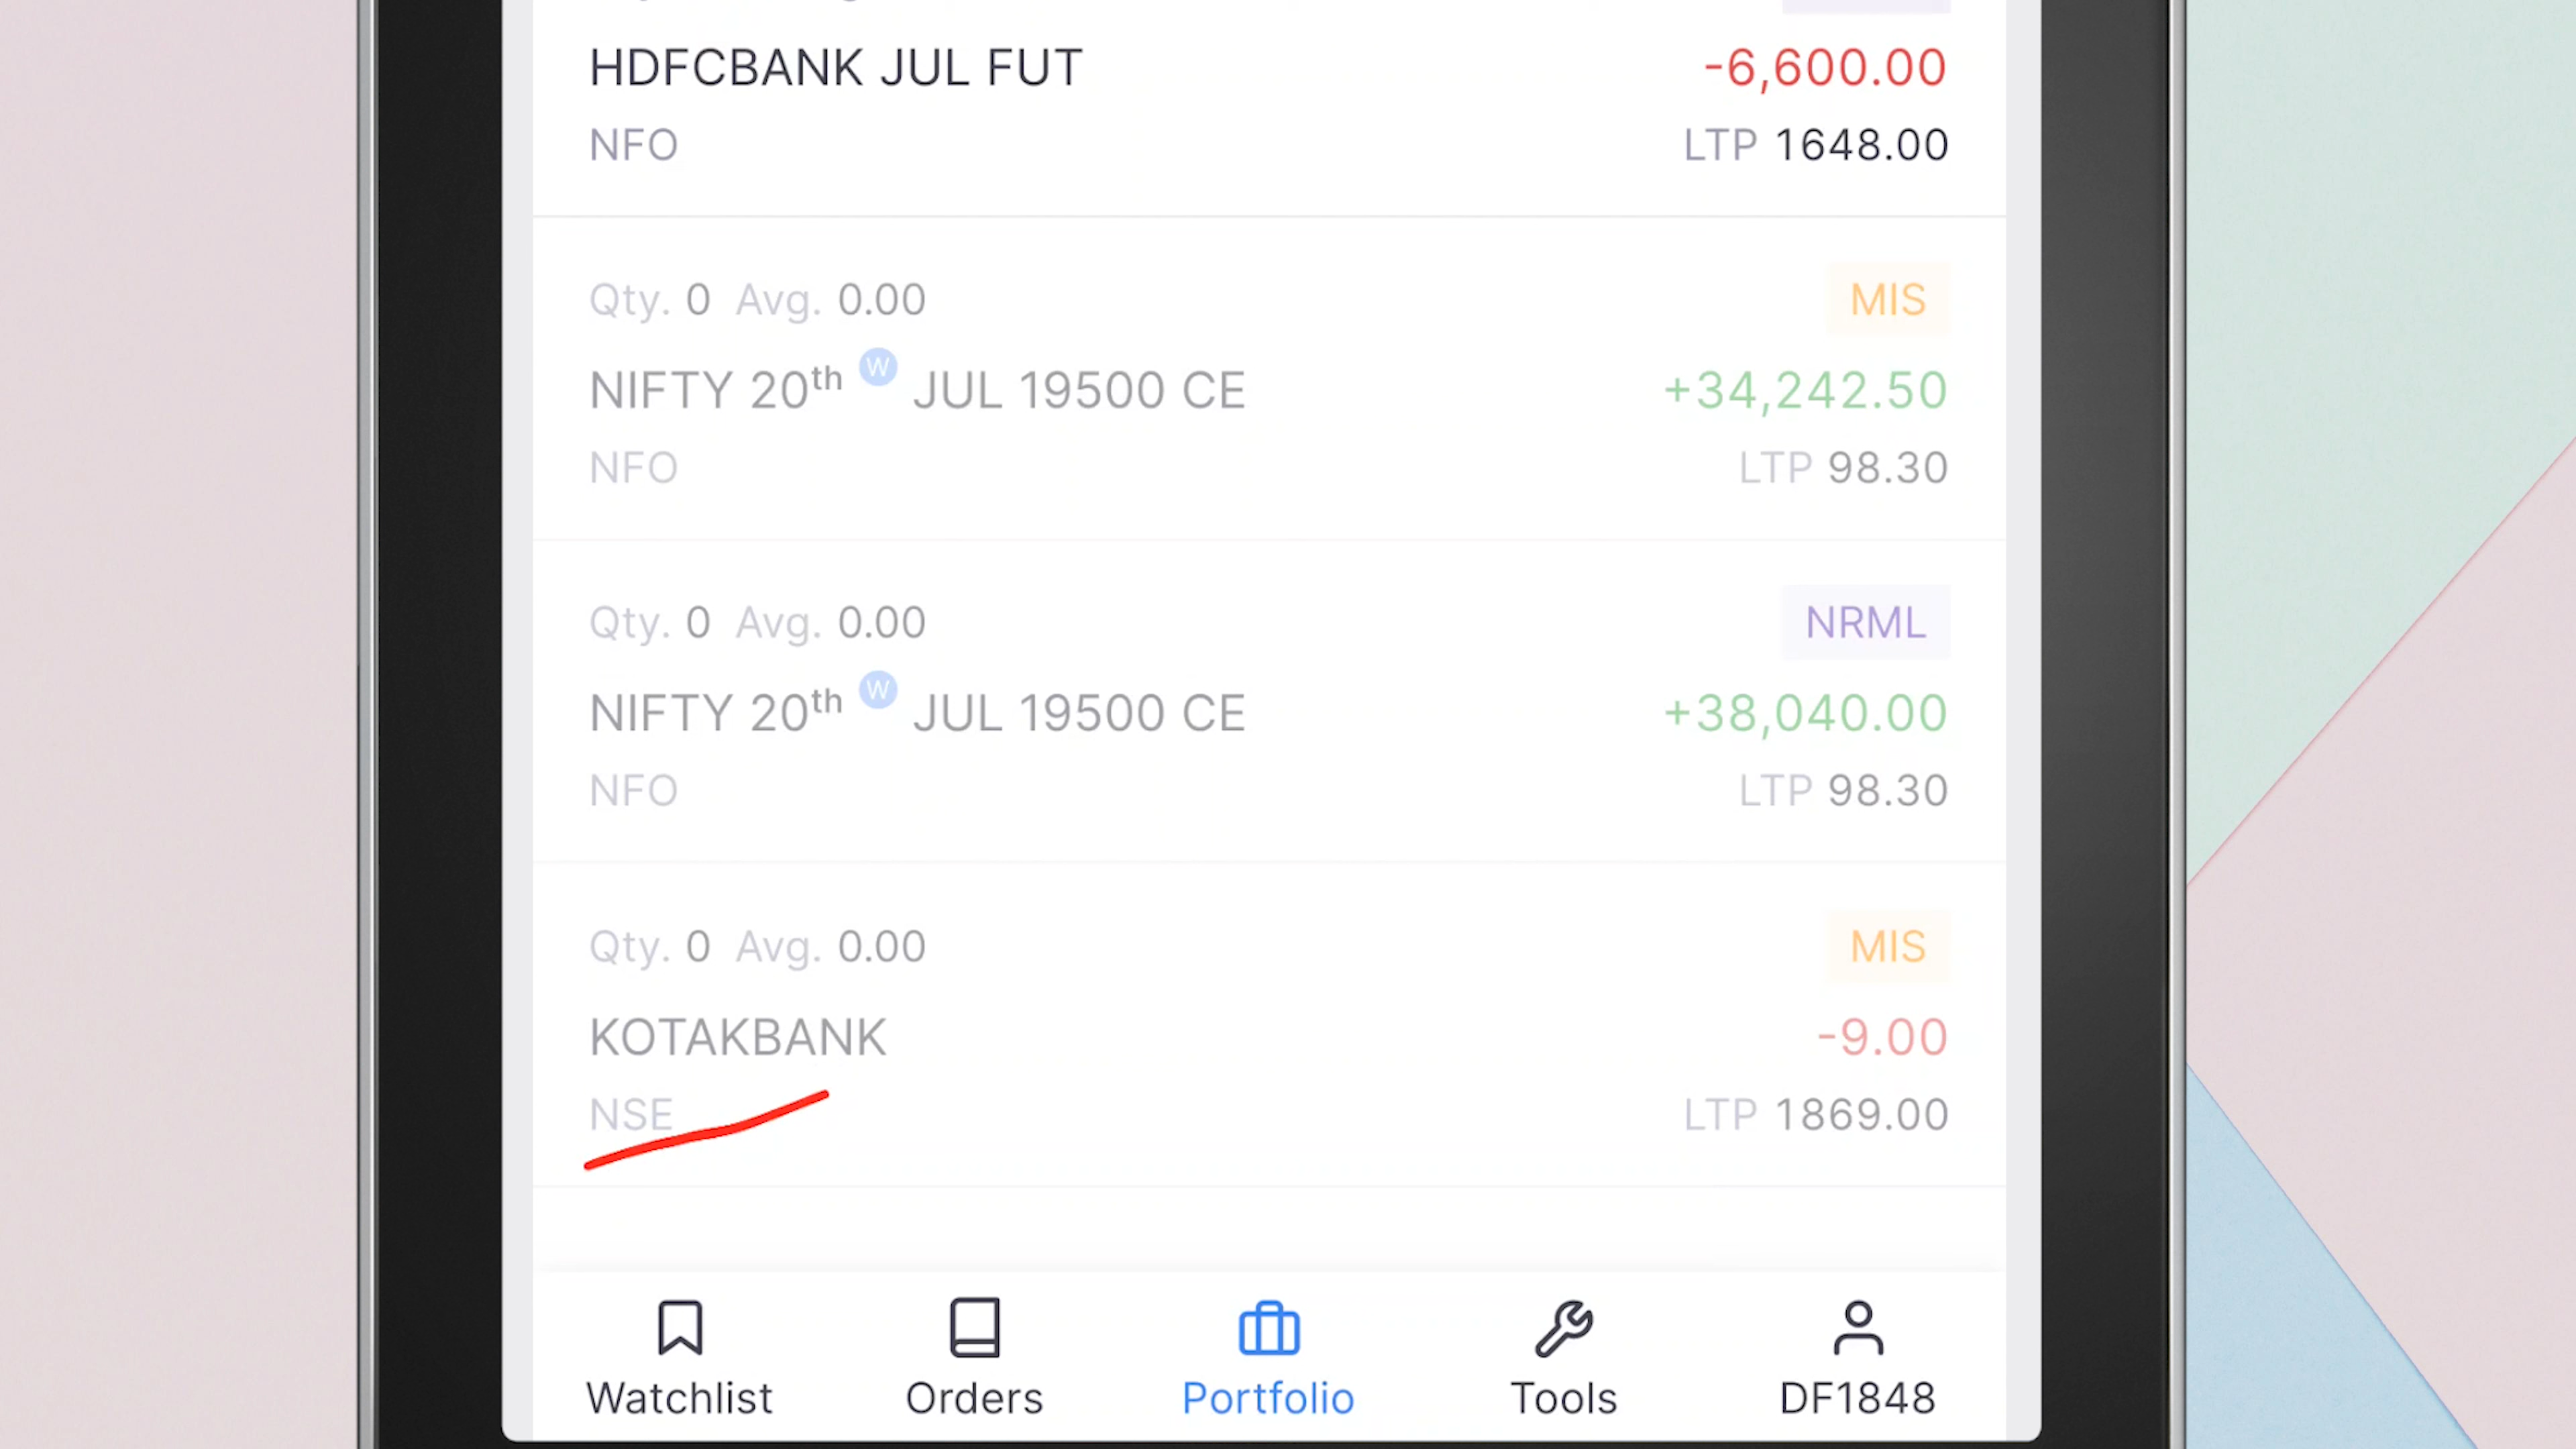 HDFCBANK JUL FUT -6,600.00
NFO LTP 1648.00
Qty. 0 Avg. 0.00 MIS
NIFTY 20th W JUL 19500 CE +34,242.50
NFO LTP 98.30
Qty. 0 Avg. 0.00 NRML
NIFTY 20th W JUL 19500 CE +38,040.00
NFO LTP 98.30
Qty. 0 Avg. 0.00 MIS
KOTAKBANK -9.00
NSE LTP 1869.00
Watchlist Orders Portfolio Tools DF1848